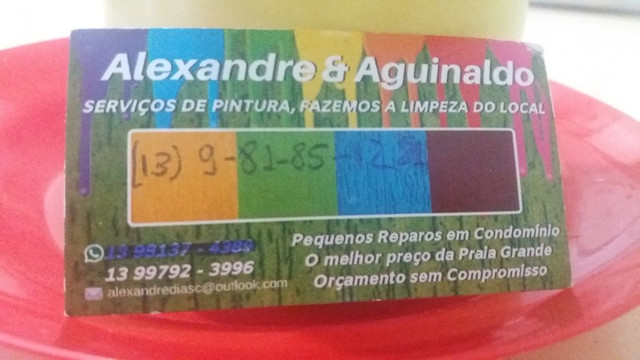 Alexandre & Aguinaldo
SERVIÇOS DE PINTURA, FAZEMOS A LIMPEZA DO LOCAL
(13) 9-81-85
13 99792 - 3996
alexandrediasc@outlook.com
Pequenos Reparos em Condomínio
O melhor preço da Praia Grande
Orçamento sem Compromisso